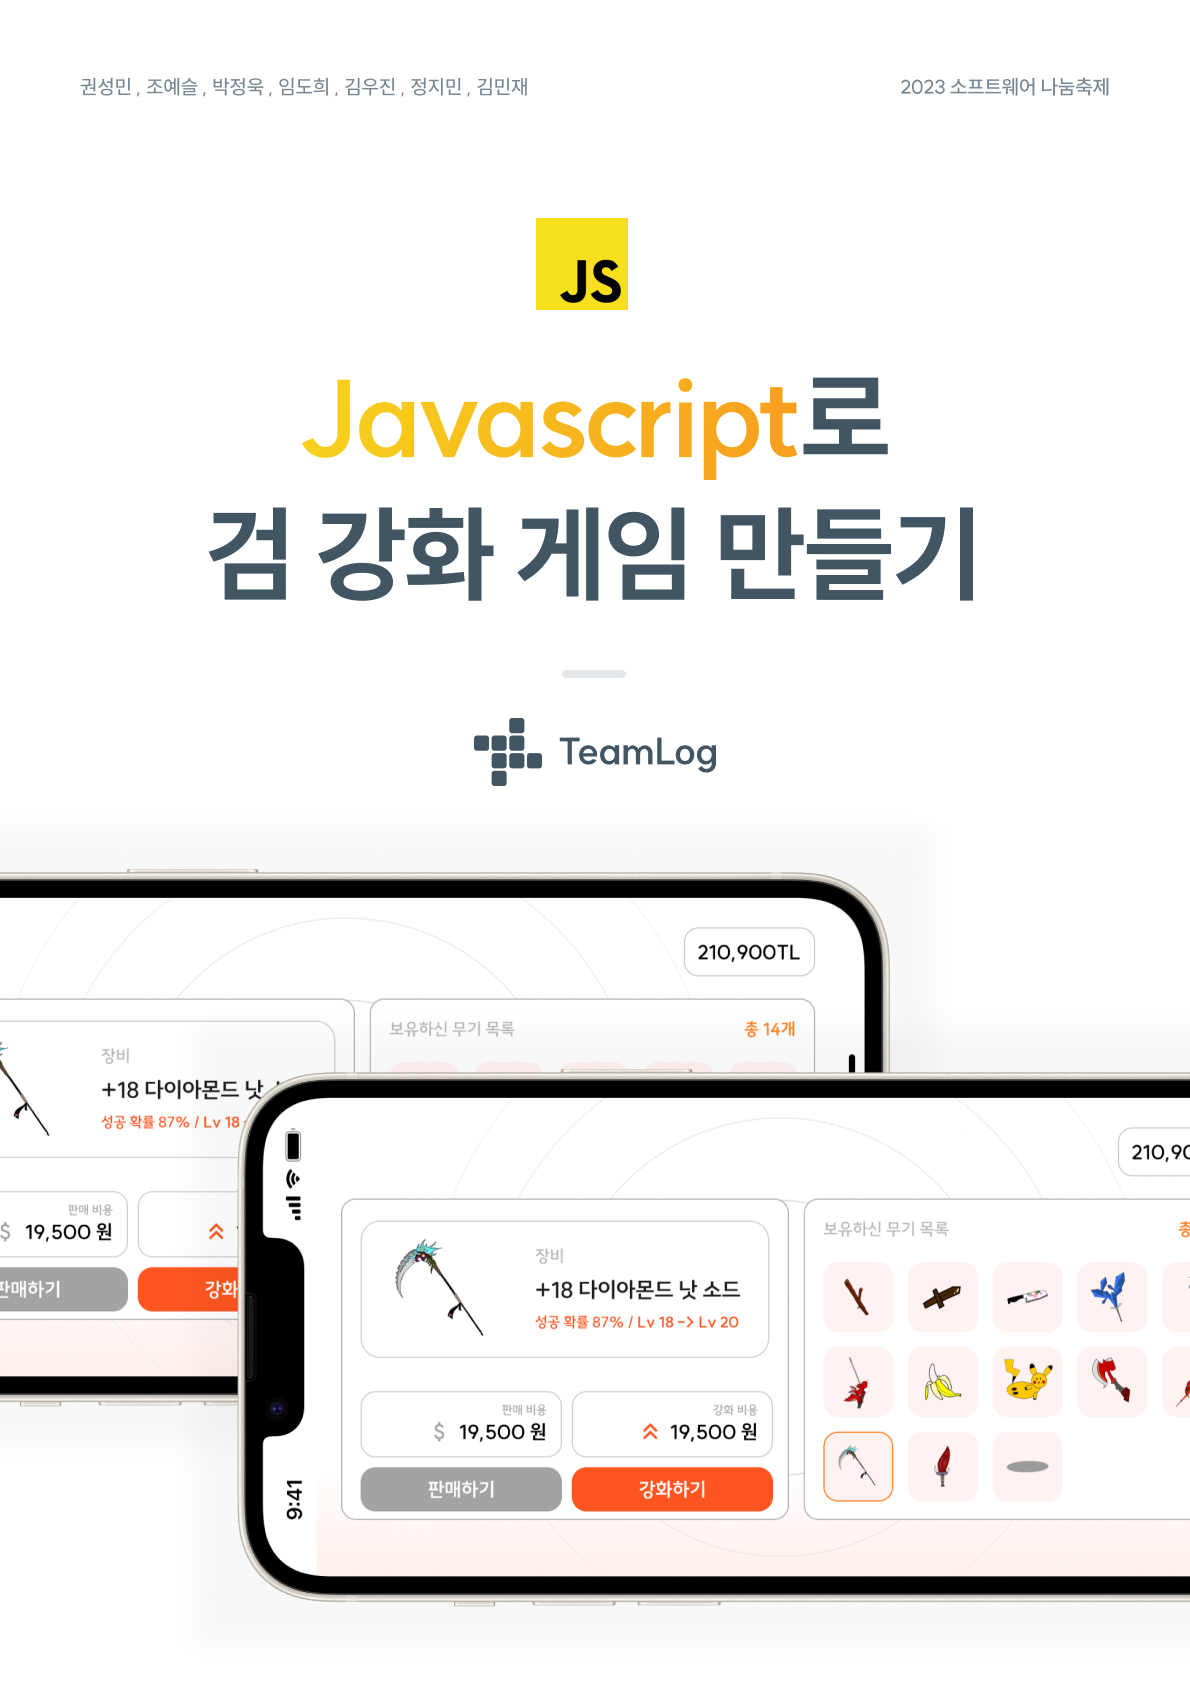 권성민 , 조예슬 , 박정욱 , 임도희 , 김우진 , 정지민 , 김민재
2023 소프트웨어 나눔축제
JS
Javascript로
검 강화 게임 만들기
TeamLog
210,900TL
보유하신 무기 목록
총 14개
장비
+18 다이아몬드 낫
성공 확률 87% / Lv 18
판매 비용
$ 19,500 원
판매하기
강화
210,90
장비
+18 다이아몬드 낫 소드
성공 확률 87% / Lv 18 -> Lv 20
판매 비용
$ 19,500 원
강화 비용
19,500 원
판매하기
강화하기
보유하신 무기 목록
총
9:41